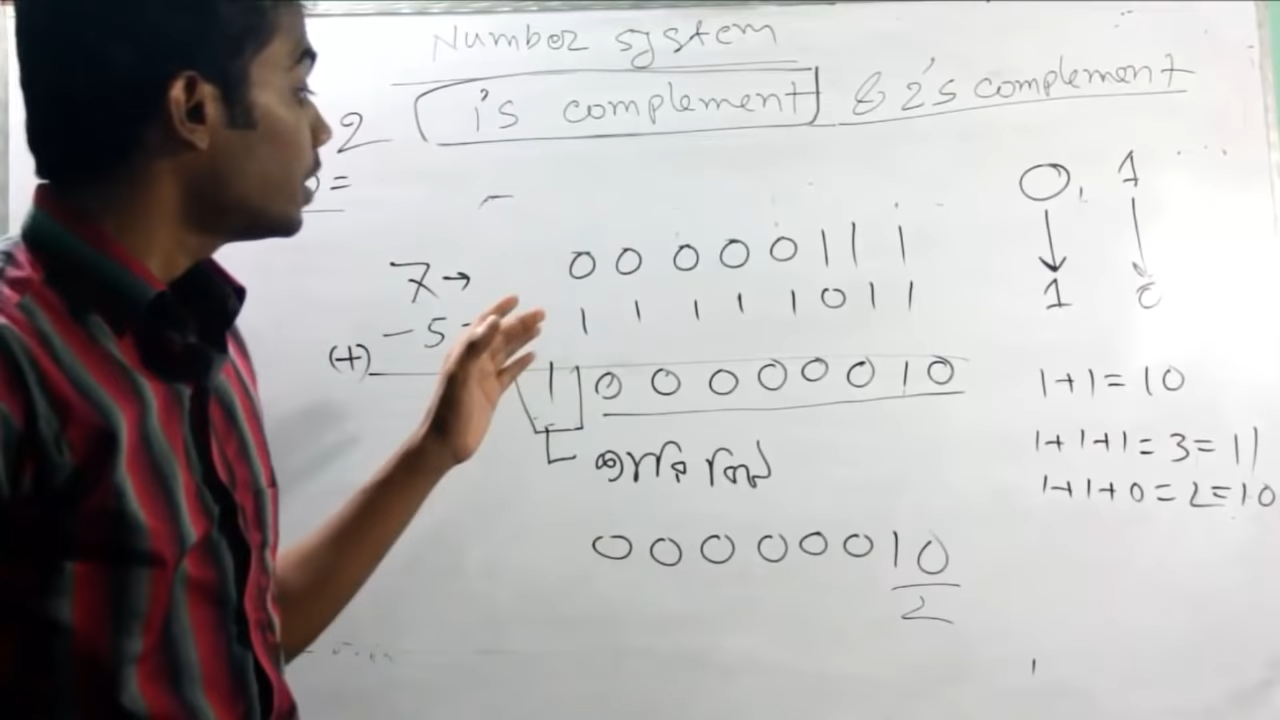 Number system
1's complement & 2's complement
2
=
0, 1
1 0
7→ 0 0 0 0 0 1 1 1
-5 1 1 1 1 1 0 1 1
(+)
1 0 0 0 0 0 0 1 0
1+1=10
1+1+1=3=11
1+1+0=2=10
0 0 0 0 0 0 1 0
2